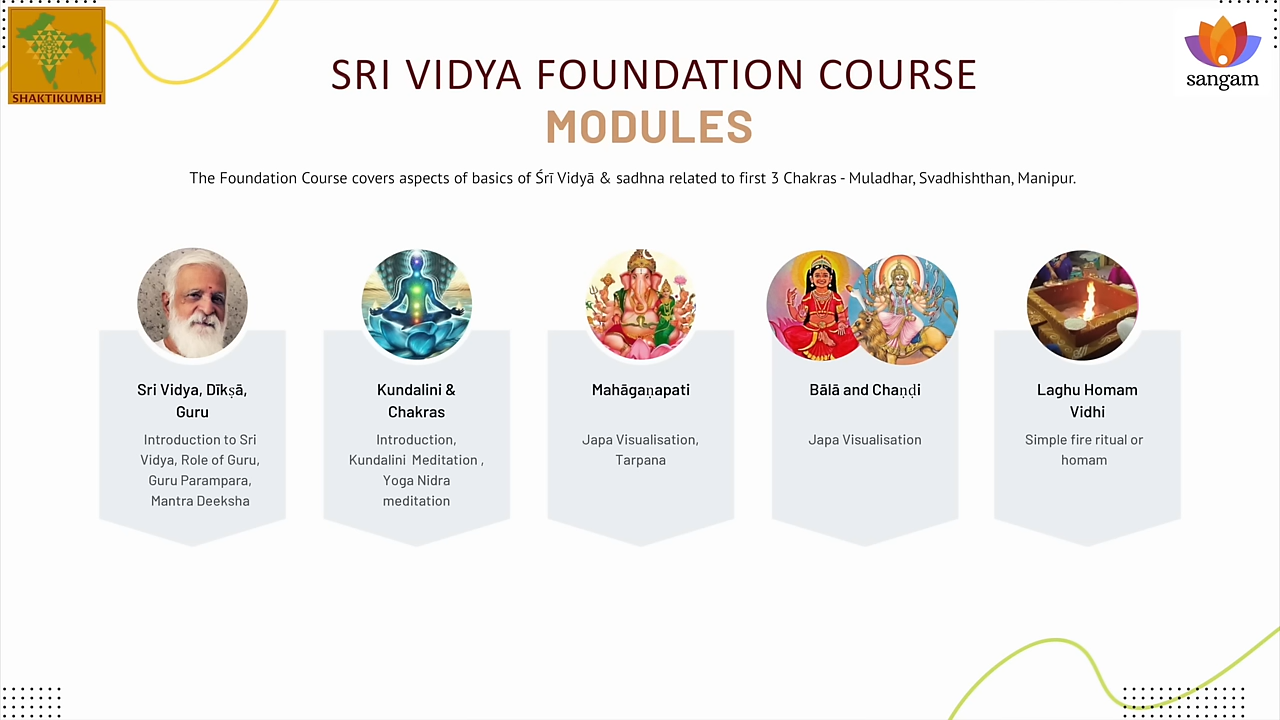 SHAKTIKUMBH
sangam
SRI VIDYA FOUNDATION COURSE
MODULES
The Foundation Course covers aspects of basics of Śrī Vidyā & sadhna related to first 3 Chakras - Muladhar, Svadhishthan, Manipur.
Sri Vidya, Dīkṣā,
Guru
Introduction to Sri
Vidya, Role of Guru,
Guru Parampara,
Mantra Deeksha
Kundalini &
Chakras
Introduction,
Kundalini Meditation ,
Yoga Nidra
meditation
Mahāgaṇapati
Japa Visualisation,
Tarpana
Bālā and Chaṇḍi
Japa Visualisation
Laghu Homam
Vidhi
Simple fire ritual or
homam